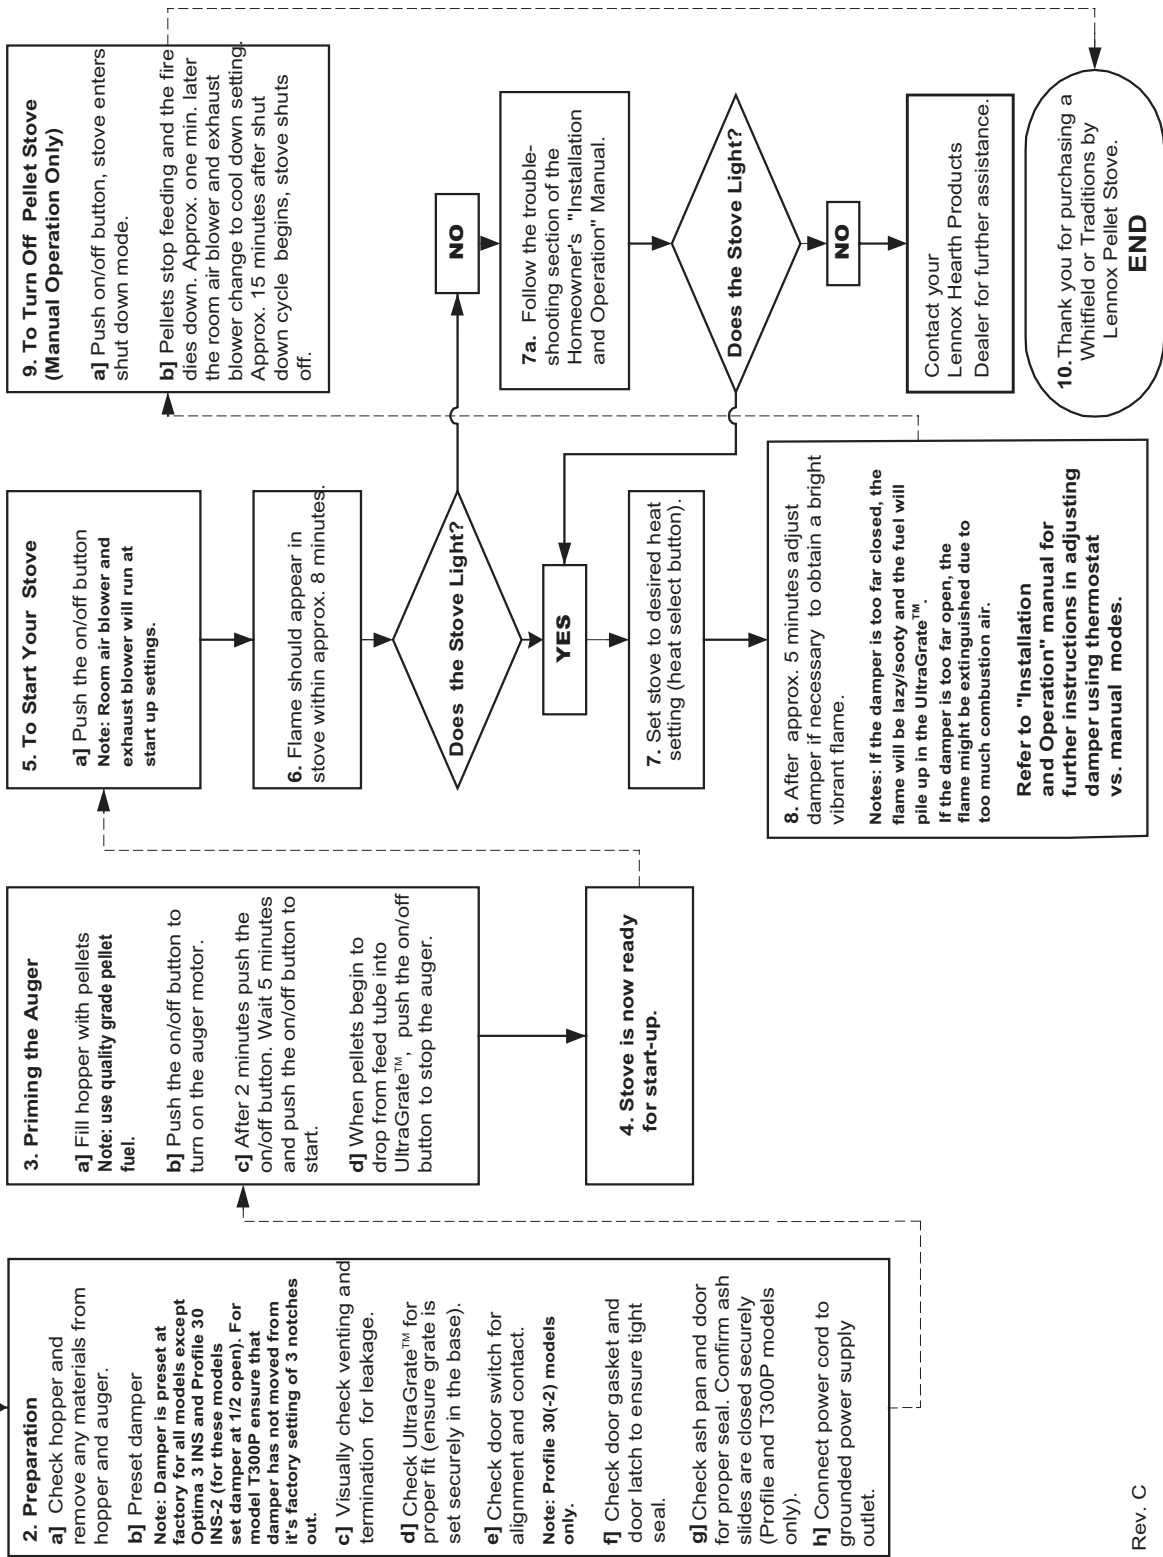 2. Preparation
a] Check hopper and
remove any materials from
hopper and auger.
b] Preset damper
Note: Damper is preset at
factory for all models except
Optima 3 INS and Profile 30
INS-2 (for these models
set damper at 1/2 open). For
model T300P ensure that
damper has not moved from
it's factory setting of 3 notches
out.
c] Visually check venting and
termination for leakage.
d] Check UltraGrate™ for
proper fit (ensure grate is
set securely in the base).
e] Check door switch for
alignment and contact.
Note: Profile 30(-2) models
only.
f] Check door gasket and
door latch to ensure tight
seal.
g] Check ash pan and door
for proper seal. Confirm ash
slides are closed securely
(Profile and T300P models
only).
h] Connect power cord to
grounded power supply
outlet.
3. Priming the Auger
a] Fill hopper with pellets
Note: use quality grade pellet
fuel.
b] Push the on/off button to
turn on the auger motor.
c] After 2 minutes push the
on/off button. Wait 5 minutes
and push the on/off button to
start.
d] When pellets begin to
drop from feed tube into
UltraGrate™, push the on/off
button to stop the auger.
4. Stove is now ready
for start-up.
5. To Start Your Stove
a] Push the on/off button
Note: Room air blower and
exhaust blower will run at
start up settings.
6. Flame should appear in
stove within approx. 8 minutes.
Does the Stove Light?
YES
7. Set stove to desired heat
setting (heat select button).
8. After approx. 5 minutes adjust
damper if necessary to obtain a bright
vibrant flame.
Notes: If the damper is too far closed, the
flame will be lazy/sooty and the fuel will
pile up in the UltraGrate™.
If the damper is too far open, the
flame might be extinguished due to
too much combustion air.
Refer to "Installation
and Operation" manual for
further instructions in adjusting
damper using thermostat
vs. manual modes.
9. To Turn Off Pellet Stove
(Manual Operation Only)
a] Push on/off button, stove enters
shut down mode.
b] Pellets stop feeding and the fire
dies down. Approx. one min. later
the room air blower and exhaust
blower change to cool down setting.
Approx. 15 minutes after shut
down cycle begins, stove shuts
off.
NO
7a. Follow the trouble-
shooting section of the
Homeowner's "Installation
and Operation" Manual.
Does the Stove Light?
NO
Contact your
Lennox Hearth Products
Dealer for further assistance.
10. Thank you for purchasing a
Whitfield or Traditions by
Lennox Pellet Stove.
END
Rev. C